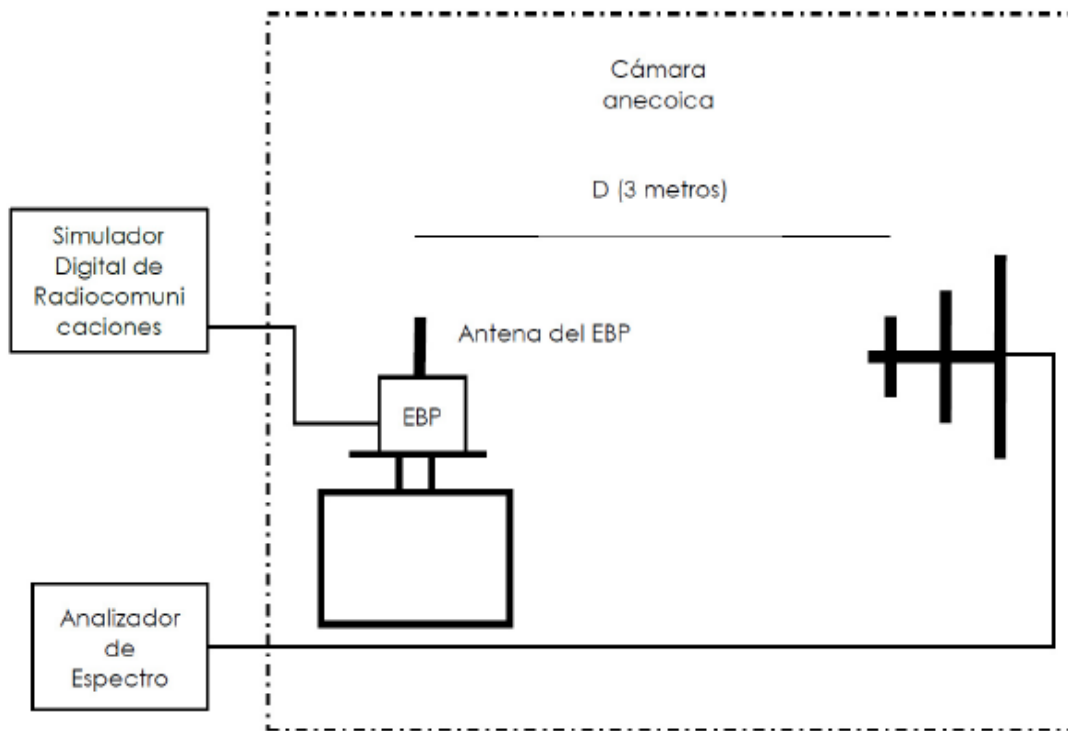 Cámara
anecoica
D (3 metros)
Simulador
Digital de
Radiocomuni
caciones
Antena del EBP
EBP
Analizador
de
Espectro